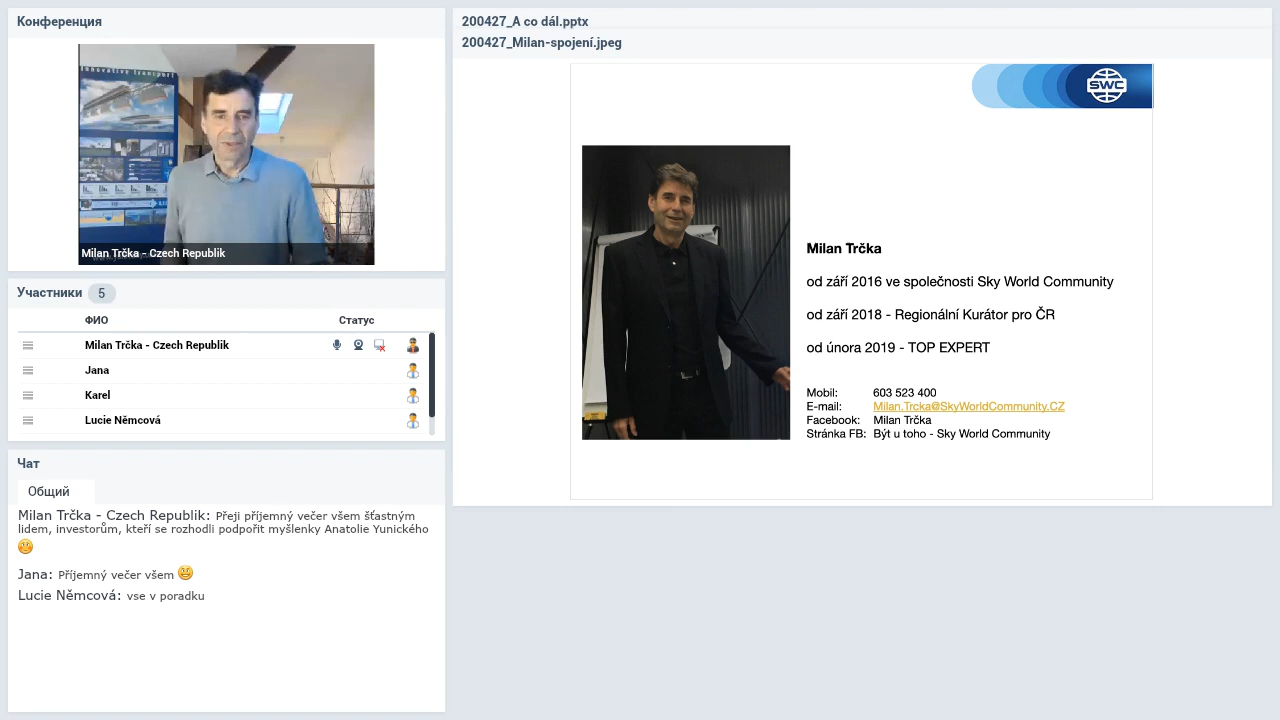 Конференция
Innovative transport
Milan Trčka - Czech Republik
Участники 5
ФИО Статус
Milan Trčka - Czech Republik
Jana
Karel
Lucie Němcová
Чат
Общий
Milan Trčka - Czech Republik: Přeji příjemný večer všem šťastným
lidem, investorům, kteří se rozhodli podpořit myšlenky Anatolie Yunického
Jana: Příjemný večer všem
Lucie Němcová: vse v poradku
200427_A co dál.pptx
200427_Milan-spojení.jpeg
SWC
Milan Trčka
od září 2016 ve společnosti Sky World Community
od září 2018 - Regionální Kurátor pro ČR
od února 2019 - TOP EXPERT
Mobil: 603 523 400
E-mail: Milan.Trcka@SkyWorldCommunity.CZ
Facebook: Milan Trčka
Stránka FB: Být u toho - Sky World Community